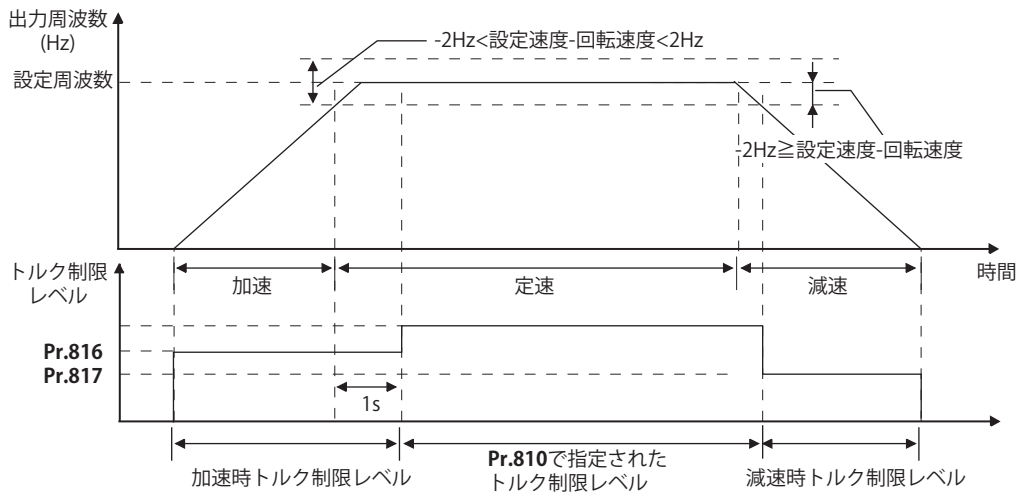 出力周波数
(Hz)
-2Hz<設定速度-回転速度<2Hz
設定周波数
-2Hz≧設定速度-回転速度
時間
加速
定速
減速
トルク制限
レベル
Pr.816
Pr.817
1s
加速時トルク制限レベル
Pr.810で指定された
トルク制限レベル
減速時トルク制限レベル